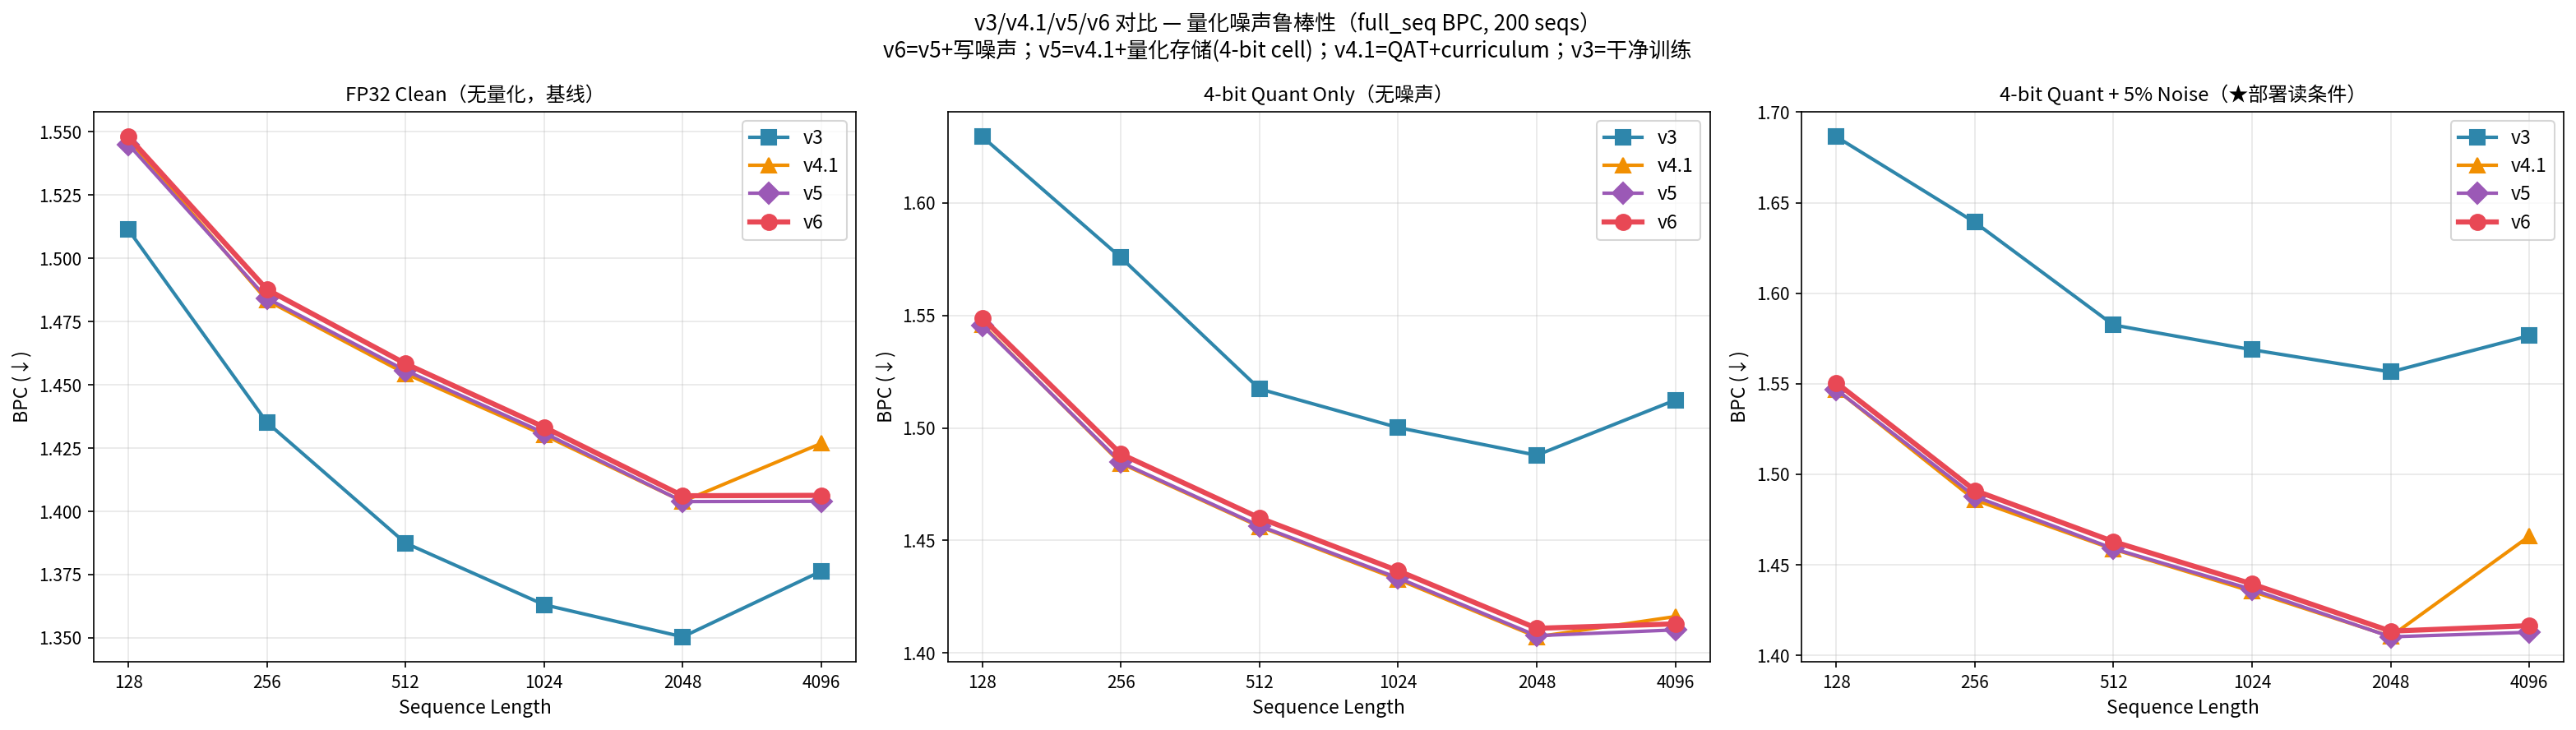 v3/v4.1/v5/v6 对比 — 量化噪声鲁棒性（full_seq BPC, 200 seqs）
v6=v5+写噪声；v5=v4.1+量化存储(4-bit cell)；v4.1=QAT+curriculum；v3=干净训练
FP32 Clean（无量化，基线）
1.550
1.525
1.500
1.475
1.450
1.425
1.400
1.375
1.350
BPC (↓)
v3
v4.1
v5
v6
128 256 512 1024 2048 4096
Sequence Length
4-bit Quant Only（无噪声）
1.60
1.55
1.50
1.45
1.40
BPC (↓)
v3
v4.1
v5
v6
128 256 512 1024 2048 4096
Sequence Length
4-bit Quant + 5% Noise（★部署读条件）
1.70
1.65
1.60
1.55
1.50
1.45
1.40
BPC (↓)
v3
v4.1
v5
v6
128 256 512 1024 2048 4096
Sequence Length